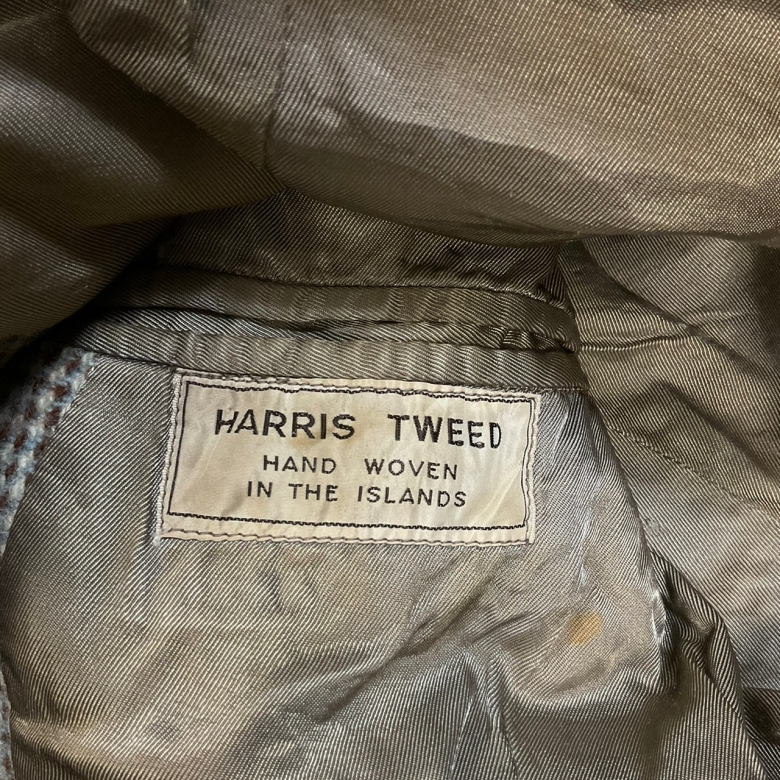 HARRIS TWEED
HAND WOVEN
IN THE ISLANDS